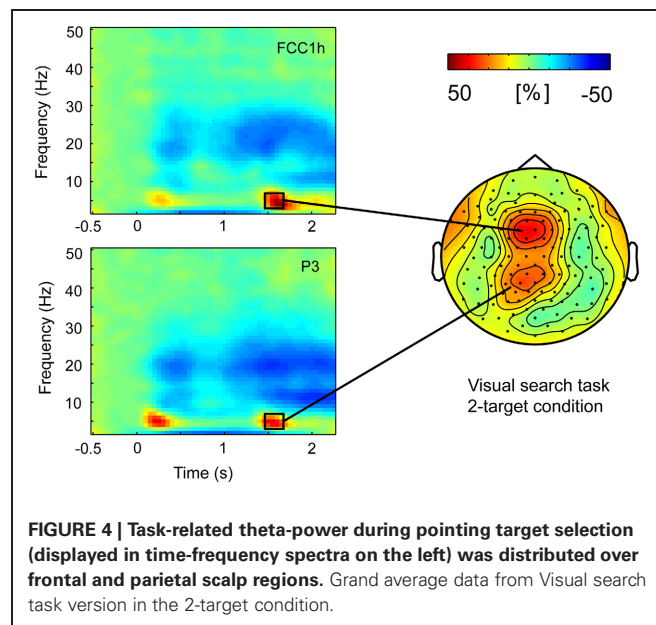 50
40
30
20
10
Frequency (Hz)
FCC1h
-0.5
0
1
2
50
40
30
20
10
Frequency (Hz)
P3
-0.5
0
1
2
Time (s)
50 [%] -50
Visual search task
2-target condition
FIGURE 4 | Task-related theta-power during pointing target selection
(displayed in time-frequency spectra on the left) was distributed over
frontal and parietal scalp regions. Grand average data from Visual search
task version in the 2-target condition.